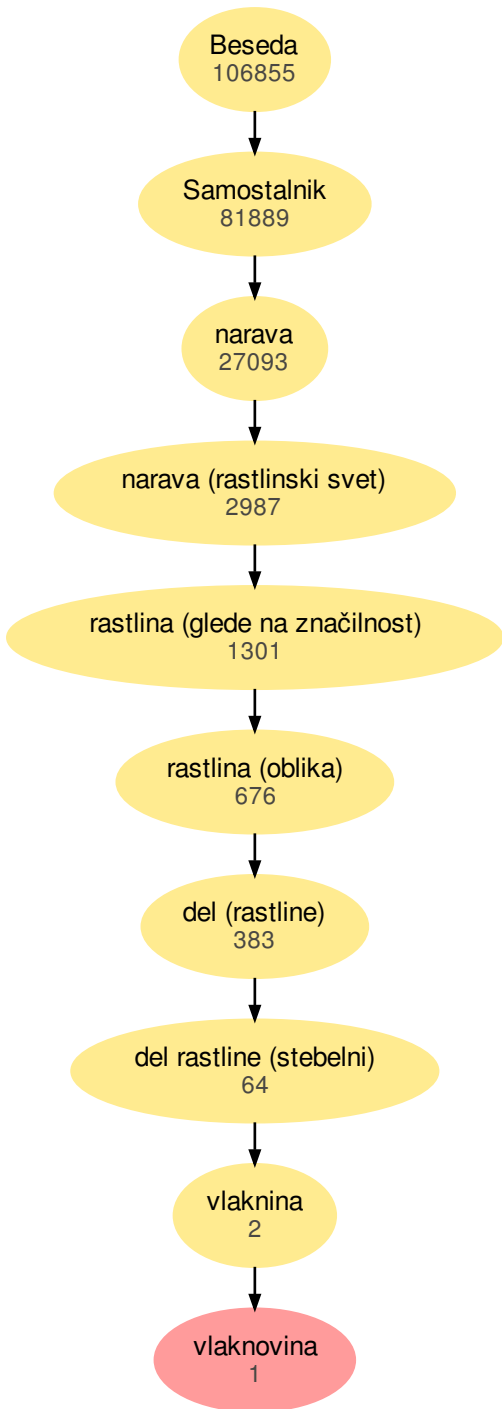 Beseda
106855
Samostalnik
81889
narava
27093
narava (rastlinski svet)
2987
rastlina (glede na značilnost)
1301
rastlina (oblika)
676
del (rastline)
383
del rastline (stebelni)
64
vlaknina
2
vlaknovina
1